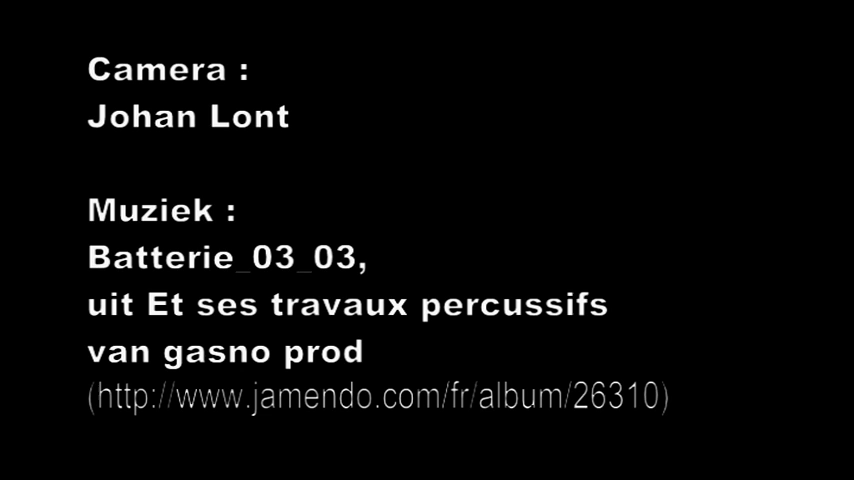 Camera :
Johan Lont
Muziek :
Batterie_03_03,
uit Et ses travaux percussifs
van gasno prod
(http://www.jamendo.com/fr/album/26310)